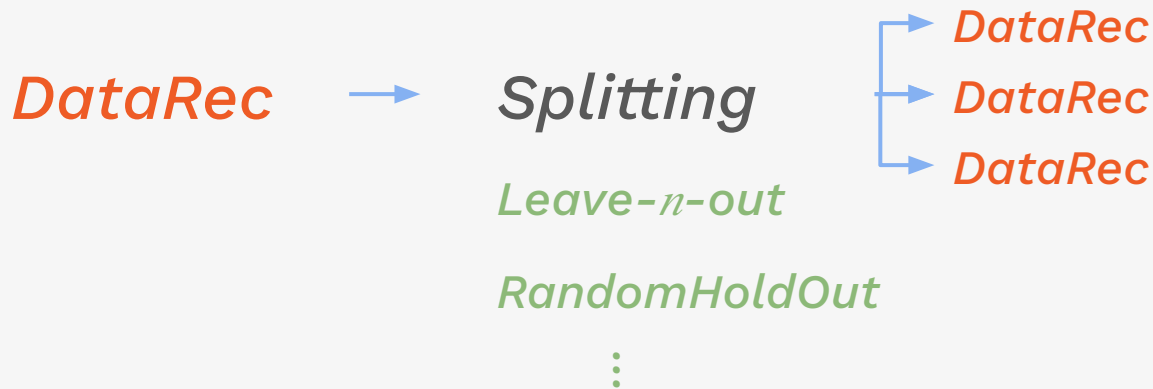 DataRec
Splitting
DataRec
DataRec
DataRec
Leave-n-out
RandomHoldOut